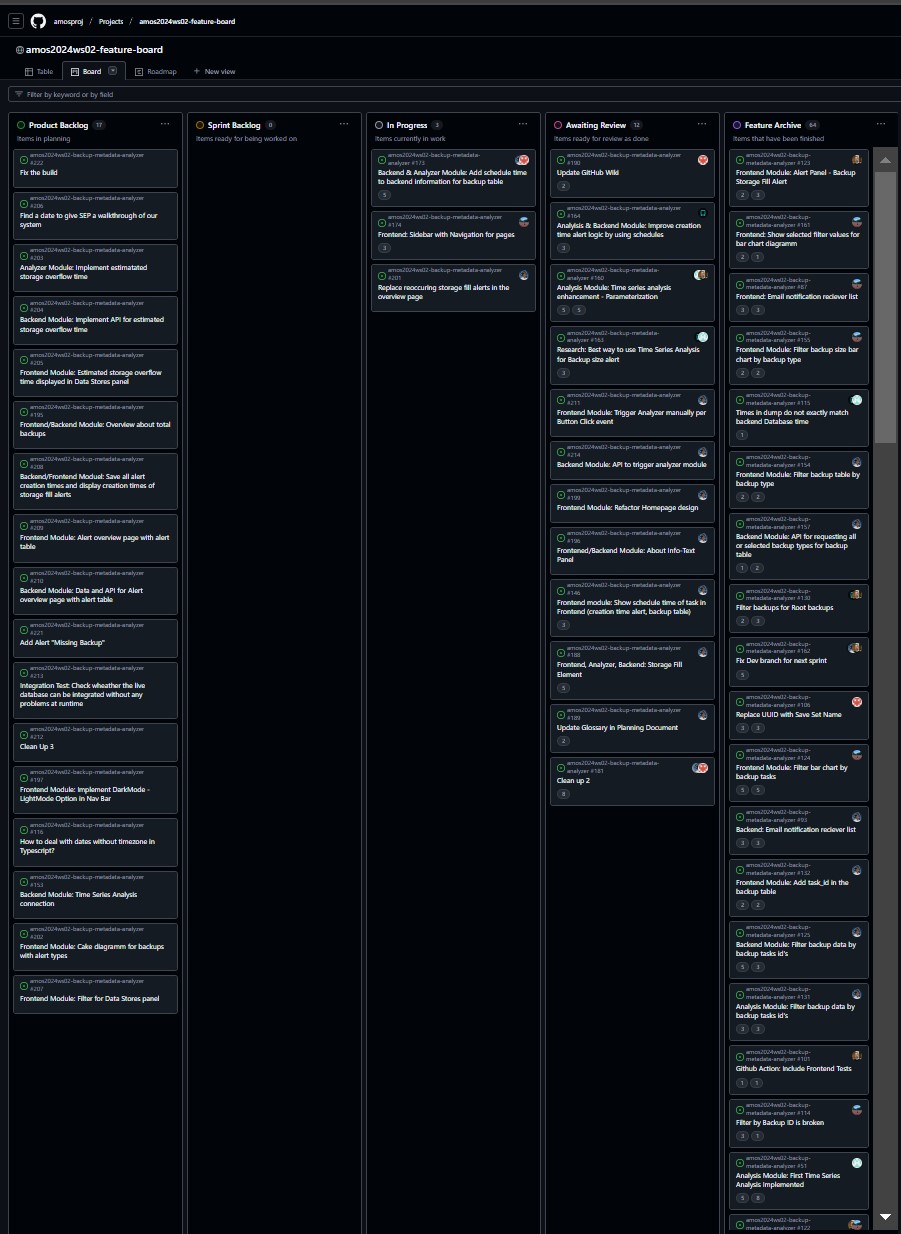 amosproj / Projects / amos2024ws02-feature-board
amos2024ws02-feature-board
Table
Board
Roadmap
+ New view
Filter by keyword or by field
Product Backlog 17
Items in planning
amos2024ws02-backup-metadata-analyzer
#222
Fix the build
amos2024ws02-backup-metadata-analyzer
#206
Find a date to give SEP a walkthrough of our
system
amos2024ws02-backup-metadata-analyzer
#203
Analyzer Module: Implement estimatated
storage overflow time
amos2024ws02-backup-metadata-analyzer
#204
Backend Module: Implement API for estimated
storage overflow time
amos2024ws02-backup-metadata-analyzer
#205
Frontend Module: Estimated storage overflow
time displayed in Data Stores panel
amos2024ws02-backup-metadata-analyzer
#195
Frontend/Backend Module: Overview about total
backups
amos2024ws02-backup-metadata-analyzer
#208
Backend/Frontend Moduel: Save all alert
creation times and display creation times of
storage fill alerts
amos2024ws02-backup-metadata-analyzer
#209
Frontend Module: Alert overview page with alert
table
amos2024ws02-backup-metadata-analyzer
#210
Backend Module: Data and API for Alert
overview page with alert table
amos2024ws02-backup-metadata-analyzer
#221
Add Alert "Missing Backup"
amos2024ws02-backup-metadata-analyzer
#213
Integration Test: Check wheather the live
database can be integrated without any
problems at runtime
amos2024ws02-backup-metadata-analyzer
#212
Clean Up 3
amos2024ws02-backup-metadata-analyzer
#197
Frontend Module: Implement DarkMode -
LightMode Option in Nav Bar
amos2024ws02-backup-metadata-analyzer
#116
How to deal with dates without timezone in
Typescript?
amos2024ws02-backup-metadata-analyzer
#153
Backend Module: Time Series Analysis
connection
amos2024ws02-backup-metadata-analyzer
#202
Frontend Module: Cake diagramm for backups
with alert types
amos2024ws02-backup-metadata-analyzer
#207
Frontend Module: Filter for Data Stores panel
Sprint Backlog 0
Items ready for being worked on
In Progress 3
Items currently in work
amos2024ws02-backup-metadata-
analyzer #173
Backend & Analyzer Module: Add schedule time
to backend information for backup table
5
amos2024ws02-backup-metadata-analyzer
#174
Frontend: Sidebar with Navigation for pages
3
amos2024ws02-backup-metadata-analyzer
#201
Replace reoccuring storage fill alerts in the
overview page
Awaiting Review 12
Items ready for review as done
amos2024ws02-backup-metadata-analyzer
#190
Update GitHub Wiki
2
amos2024ws02-backup-metadata-analyzer
#164
Analyisis & Backend Module: Improve creation
time alert logic by using schedules
3
amos2024ws02-backup-metadata-
analyzer #160
Analysis Module: Time series analysis
enhancement - Parameterization
5 5
amos2024ws02-backup-metadata-
analyzer #163
Research: Best way to use Time Series Analysis
for Backup size alert
3
amos2024ws02-backup-metadata-analyzer
#211
Frontend Module: Trigger Analyzer manually per
Button Click event
amos2024ws02-backup-metadata-analyzer
#214
Backend Module: API to trigger analyzer module
amos2024ws02-backup-metadata-analyzer
#199
Frontend Module: Refactor Homepage design
amos2024ws02-backup-metadata-analyzer
#196
Frontened/Backend Module: About Info-Text
Panel
amos2024ws02-backup-metadata-analyzer
#146
Frontend module: Show schedule time of task in
Frontend (creation time alert, backup table)
3
amos2024ws02-backup-metadata-analyzer
#188
Frontend, Analyzer, Backend: Storage Fill
Element
5
amos2024ws02-backup-metadata-analyzer
#189
Update Glossary in Planning Document
2
amos2024ws02-backup-metadata-
analyzer #181
Clean up 2
8
Feature Archive 64
Items that have been finished
amos2024ws02-backup-
metadata-analyzer #123
Frontend Module: Alert Panel - Backup
Storage Fill Alert
2 3
amos2024ws02-backup-
metadata-analyzer #161
Frontend: Show selected filter values for
bar chart diagramm
2 1
amos2024ws02-backup-
metadata-analyzer #87
Frontend: Email notification reciever list
3 3
amos2024ws02-backup-
metadata-analyzer #155
Frontend Module: Filter backup size bar
chart by backup type
2 2
amos2024ws02-backup-
metadata-analyzer #115
Times in dump do not exactly match
backend Database time
1
amos2024ws02-backup-
metadata-analyzer #154
Frontend Module: Filter backup table by
backup type
2 2
amos2024ws02-backup-
metadata-analyzer #157
Backend Module: API for requesting all
or selected backup types for backup
table
1 2
amos2024ws02-backup-
metadata-analyzer #130
Filter backups for Root backups
2 3
amos2024ws02-backup-
metadata-analyzer #162
Fix Dev branch for next sprint
5
amos2024ws02-backup-
metadata-analyzer #106
Replace UUID with Save Set Name
3 3
amos2024ws02-backup-
metadata-analyzer #124
Frontend Module: Filter bar chart by
backup tasks
5 5
amos2024ws02-backup-
metadata-analyzer #93
Backend: Email notification reciever list
3 3
amos2024ws02-backup-
metadata-analyzer #132
Frontend Module: Add task_id in the
backup table
2 2
amos2024ws02-backup-
metadata-analyzer #125
Backend Module: Filter backup data by
backup tasks id's
5 3
amos2024ws02-backup-
metadata-analyzer #131
Analysis Module: Filter backup data by
backup tasks id's
3 3
amos2024ws02-backup-
metadata-analyzer #101
Github Action: Include Frontend Tests
1 1
amos2024ws02-backup-
metadata-analyzer #114
Filter by Backup ID is broken
3 1
amos2024ws02-backup-
metadata-analyzer #51
Analysis Module: First Time Series
Analysis Implemented
5 8
amos2024ws02-backup-
metadata-analyzer #122